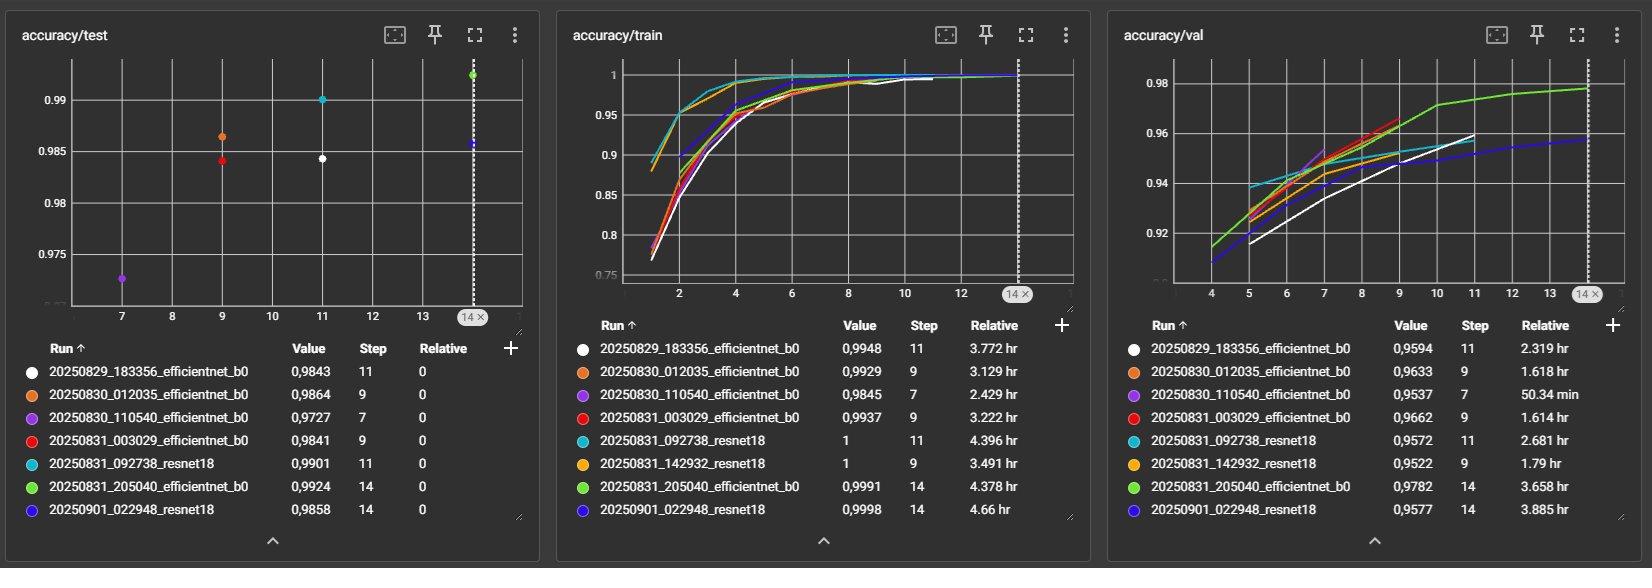 accuracy/test
0.99
0.985
0.98
0.975
7 8 9 10 11 12 13 14
Run Value Step Relative
20250829_183356_efficientnet_b0 0,9843 11 0
20250830_012035_efficientnet_b0 0,9864 9 0
20250830_110540_efficientnet_b0 0,9727 7 0
20250831_003029_efficientnet_b0 0,9841 9 0
20250831_092738_resnet18 0,9901 11 0
20250831_205040_efficientnet_b0 0,9924 14 0
20250901_022948_resnet18 0,9858 14 0
accuracy/train
1
0.95
0.9
0.85
0.8
0.75
2 4 6 8 10 12 14
Run Value Step Relative
20250829_183356_efficientnet_b0 0,9948 11 3.772 hr
20250830_012035_efficientnet_b0 0,9929 9 3.129 hr
20250830_110540_efficientnet_b0 0,9845 7 2.429 hr
20250831_003029_efficientnet_b0 0,9937 9 3.222 hr
20250831_092738_resnet18 1 11 4.396 hr
20250831_142932_resnet18 1 9 3.491 hr
20250831_205040_efficientnet_b0 0,9991 14 4.378 hr
20250901_022948_resnet18 0,9998 14 4.66 hr
accuracy/val
0.98
0.96
0.94
0.92
4 5 6 7 8 9 10 11 12 13 14
Run Value Step Relative
20250829_183356_efficientnet_b0 0,9594 11 2.319 hr
20250830_012035_efficientnet_b0 0,9633 9 1.618 hr
20250830_110540_efficientnet_b0 0,9537 7 50.34 min
20250831_003029_efficientnet_b0 0,9662 9 1.614 hr
20250831_092738_resnet18 0,9572 11 2.681 hr
20250831_142932_resnet18 0,9522 9 1.79 hr
20250831_205040_efficientnet_b0 0,9782 14 3.658 hr
20250901_022948_resnet18 0,9577 14 3.885 hr